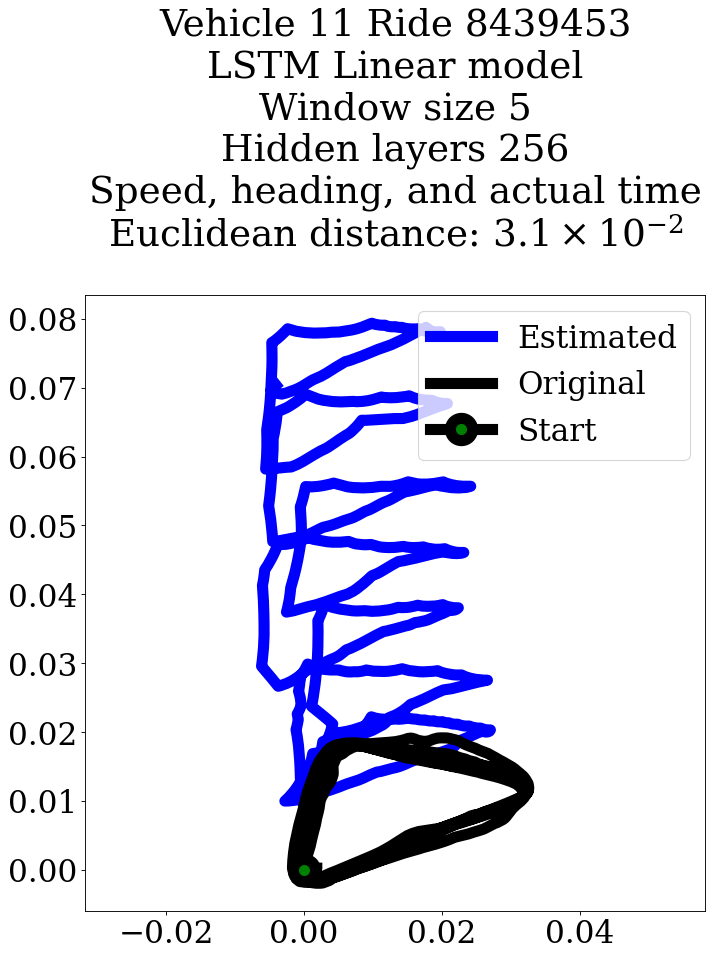 Vehicle 11 Ride 8439453
LSTM Linear model
Window size 5
Hidden layers 256
Speed, heading, and actual time
Euclidean distance: 3.1 × 10⁻²
Estimated
Original
Start
0.08
0.07
0.06
0.05
0.04
0.03
0.02
0.01
0.00
−0.02 0.00 0.02 0.04